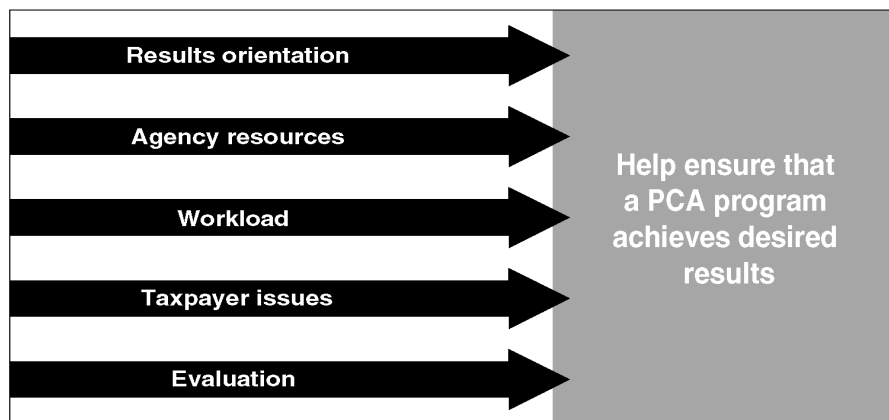 Results orientation
Agency resources
Workload
Taxpayer issues
Evaluation
Help ensure that
a PCA program
achieves desired
results